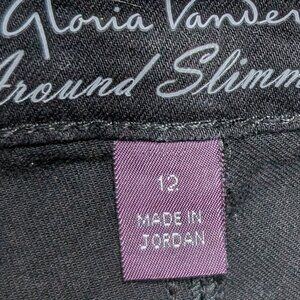 Gloria Vander
Around Slimm
12
MADE IN
JORDAN